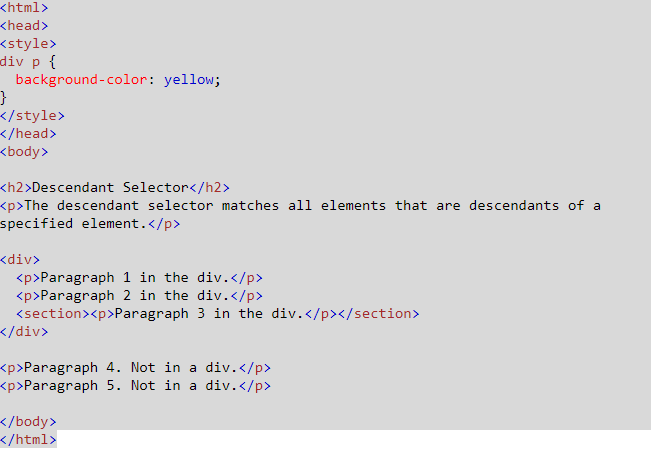 <html>
<head>
<style>
div p {
  background-color: yellow;
}
</style>
</head>
<body>

<h2>Descendant Selector</h2>
<p>The descendant selector matches all elements that are descendants of a
specified element.</p>

<div>
  <p>Paragraph 1 in the div.</p>
  <p>Paragraph 2 in the div.</p>
  <section><p>Paragraph 3 in the div.</p></section>
</div>

<p>Paragraph 4. Not in a div.</p>
<p>Paragraph 5. Not in a div.</p>

</body>
</html>